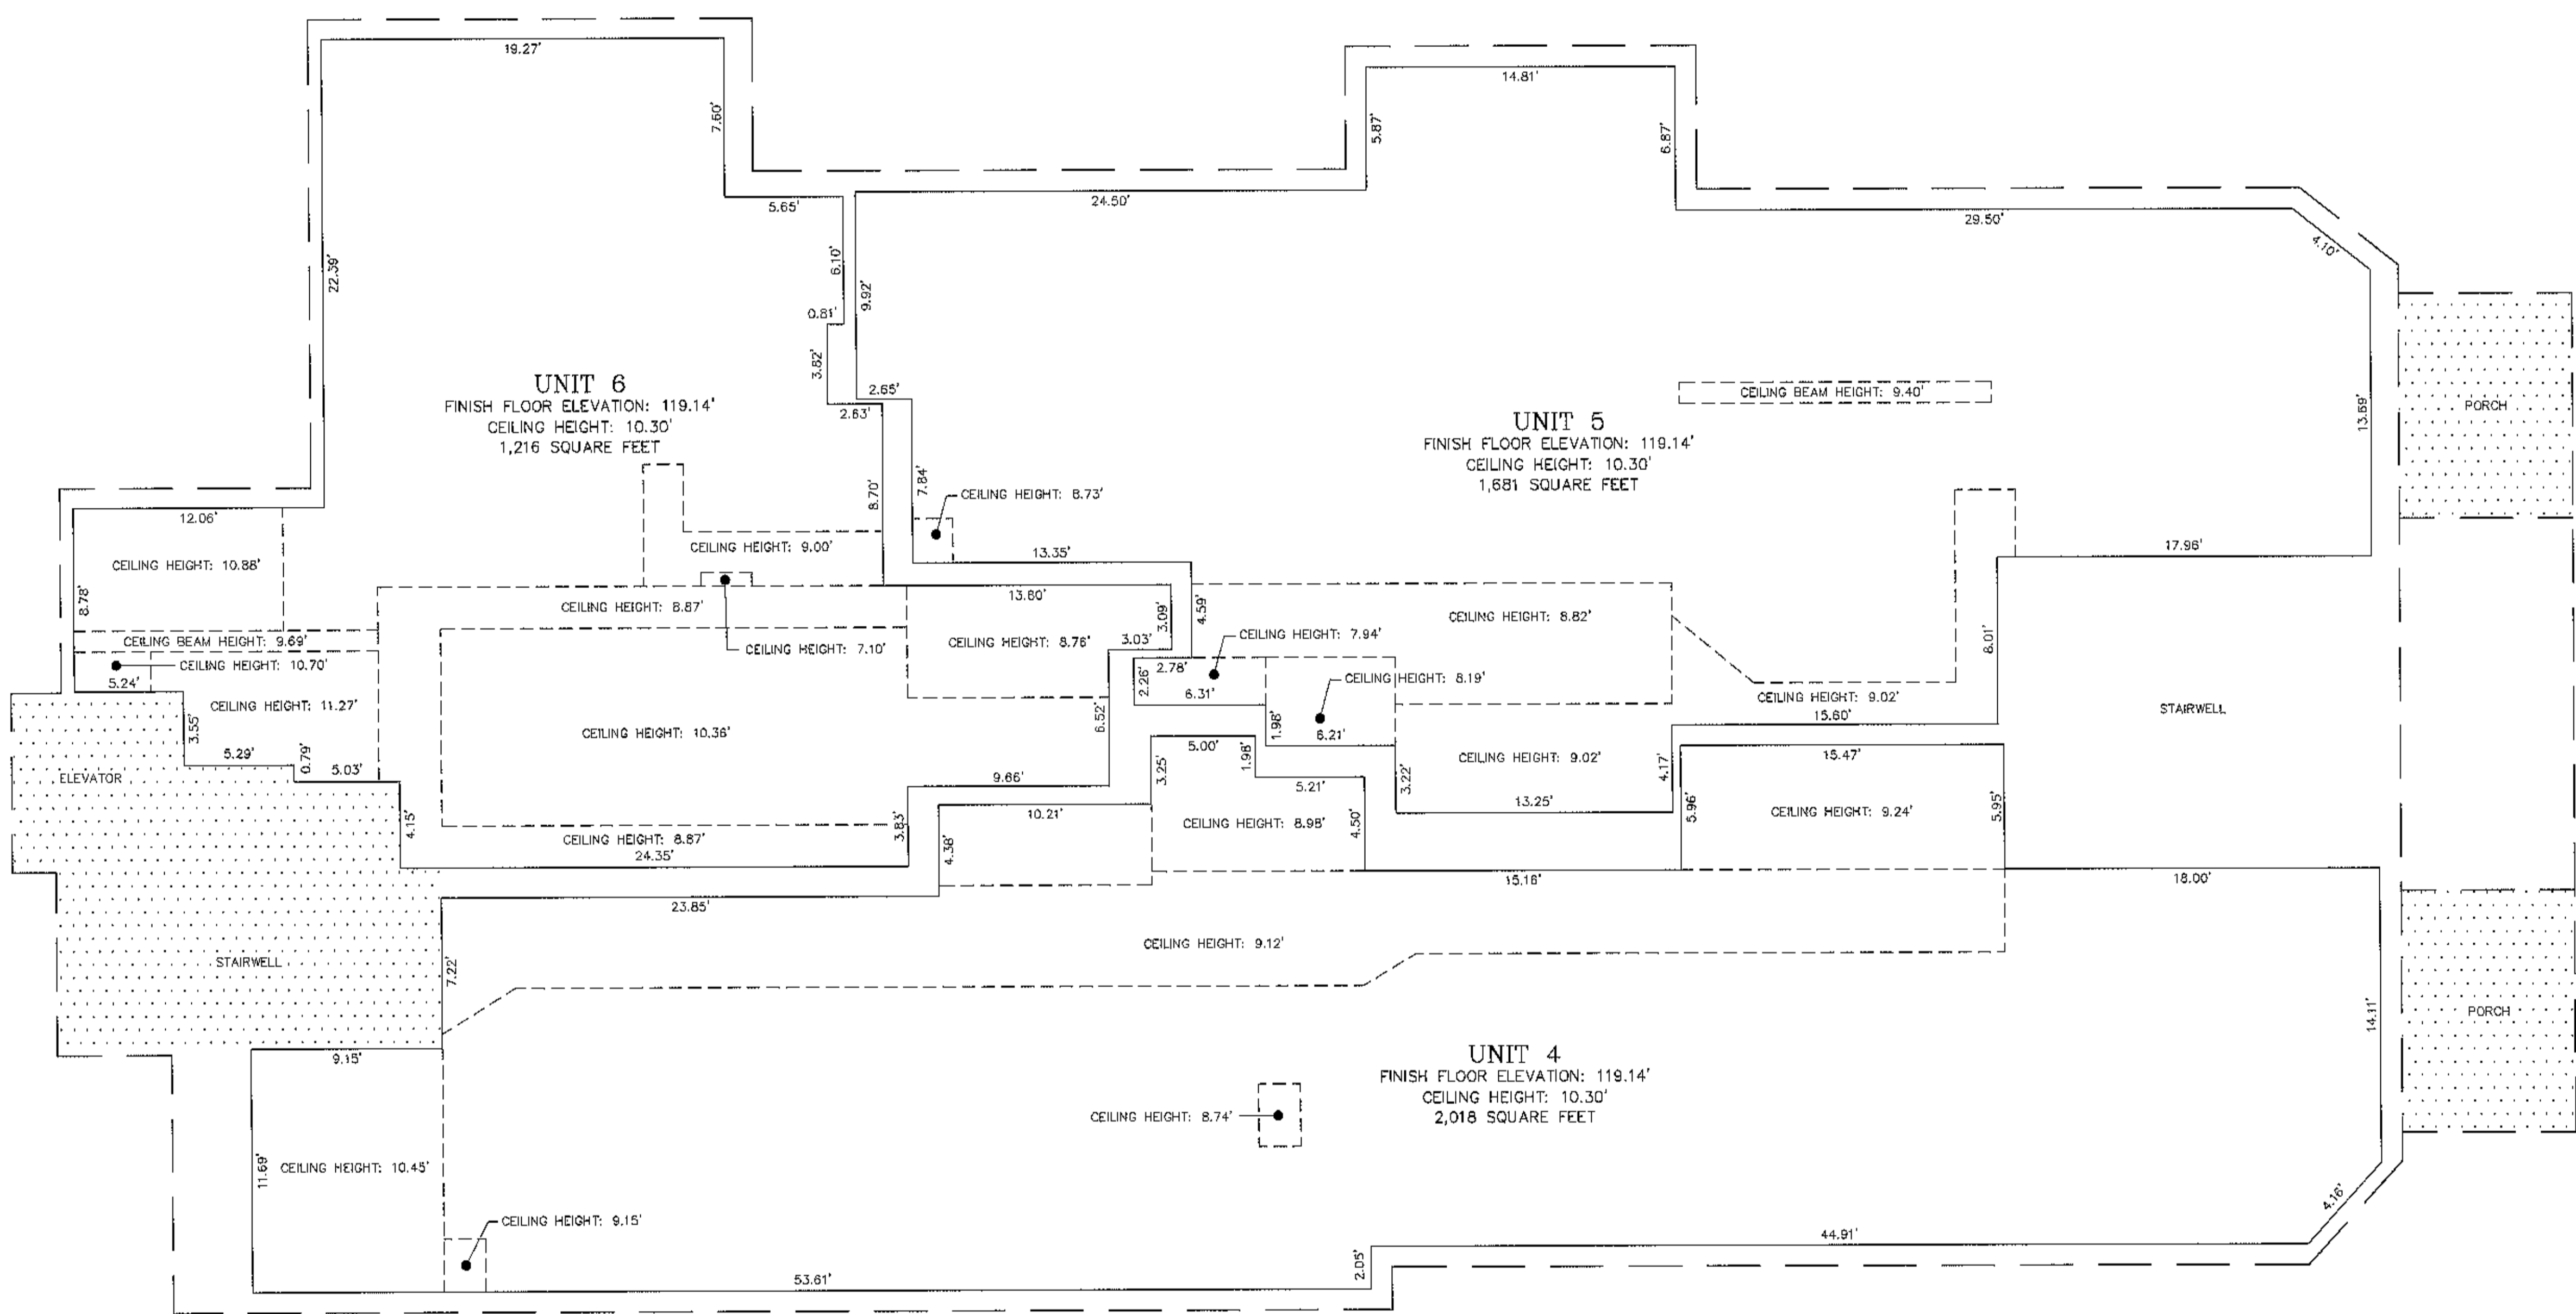 19.27'
14.81'
7.60'
5.87'
6.87'
5.65'
24.50'
29.50'
4.10'
22.39'
6.10'
9.92'
0.81'
3.82'
2.65'
2.63'
UNIT 6
FINISH FLOOR ELEVATION: 119.14'
CEILING HEIGHT: 10.30'
1,216 SQUARE FEET
CEILING BEAM HEIGHT: 9.40'
PORCH
13.69'
UNIT 5
FINISH FLOOR ELEVATION: 119.14'
CEILING HEIGHT: 10.30'
1,681 SQUARE FEET
8.70'
7.84'
CEILING HEIGHT: 8.73'
12.06'
CEILING HEIGHT: 9.00'
13.35'
17.96'
CEILING HEIGHT: 10.88'
8.78'
CEILING HEIGHT: 8.87'
13.80'
3.09'
4.59'
CEILING HEIGHT: 8.82'
CEILING BEAM HEIGHT: 9.69'
CEILING HEIGHT: 7.10'
CEILING HEIGHT: 8.76'
3.03'
CEILING HEIGHT: 7.94'
8.01'
CEILING HEIGHT: 10.70'
2.78'
CEILING HEIGHT: 8.19'
5.24'
2.26'
6.31'
CEILING HEIGHT: 9.02'
CEILING HEIGHT: 11.27'
STAIRWELL
3.55'
CEILING HEIGHT: 10.36'
6.52'
1.98'
6.21'
15.60'
5.29'
0.79'
5.03'
5.00'
1.98'
3.25'
CEILING HEIGHT: 9.02'
4.17'
15.47'
ELEVATOR
9.66'
5.21'
3.22'
13.25'
4.15'
3.83'
10.21'
CEILING HEIGHT: 8.98'
4.50'
5.96'
CEILING HEIGHT: 9.24'
5.95'
CEILING HEIGHT: 8.87'
24.35'
4.38'
15.16'
18.00'
23.85'
CEILING HEIGHT: 9.12'
STAIRWELL
7.22'
14.11'
PORCH
9.15'
UNIT 4
FINISH FLOOR ELEVATION: 119.14'
CEILING HEIGHT: 10.30'
2,018 SQUARE FEET
CEILING HEIGHT: 8.74'
11.69'
CEILING HEIGHT: 10.45'
4.16'
CEILING HEIGHT: 9.15'
44.91'
2.05'
53.61'